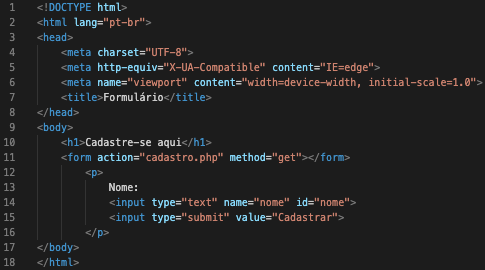 1 <!DOCTYPE html>
2 <html lang="pt-br">
3 <head>
4 <meta charset="UTF-8">
5 <meta http-equiv="X-UA-Compatible" content="IE=edge">
6 <meta name="viewport" content="width=device-width, initial-scale=1.0">
7 <title>Formulário</title>
8 </head>
9 <body>
10 <h1>Cadastre-se aqui</h1>
11 <form action="cadastro.php" method="get"></form>
12 <p>
13 Nome:
14 <input type="text" name="nome" id="nome">
15 <input type="submit" value="Cadastrar">
16 </p>
17 </body>
18 </html>